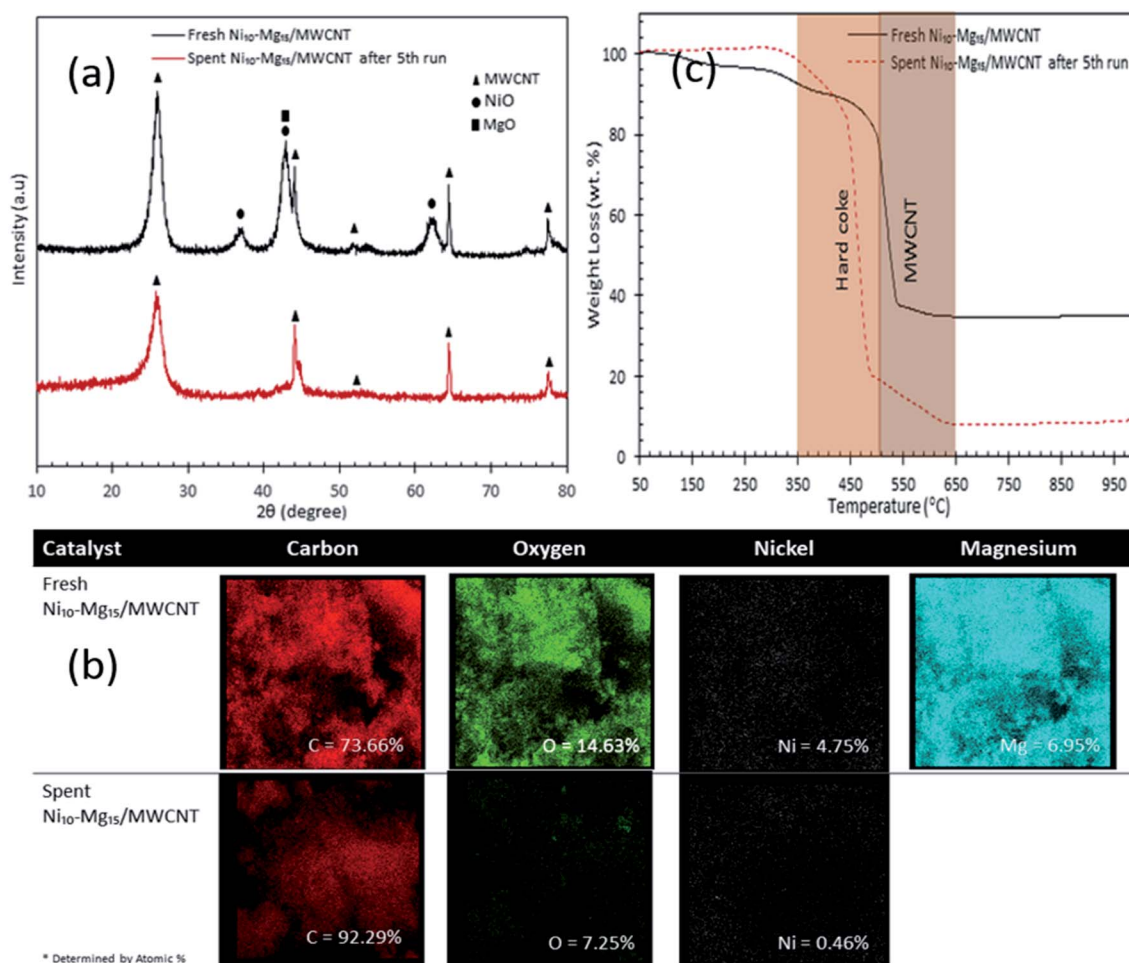 (a)
Fresh Ni₁₀-Mg₁₅/MWCNT
Spent Ni₁₀-Mg₁₅/MWCNT after 5th run
▲ MWCNT
● NiO
■ MgO
Intensity (a.u)
10 20 30 40 50 60 70 80
2θ (degree)
(c)
Fresh Ni₁₀-Mg₁₅/MWCNT
Spent Ni₁₀-Mg₁₅/MWCNT after 5th run
Weight Loss (wt. %)
100
80
60
40
20
0
Hard coke
MWCNT
50 150 250 350 450 550 650 750 850 950
Temperature (°C)
Catalyst Carbon Oxygen Nickel Magnesium
Fresh
Ni₁₀-Mg₁₅/MWCNT
(b)
C = 73.66% O = 14.63% Ni = 4.75% Mg = 6.95%
Spent
Ni₁₀-Mg₁₅/MWCNT
C = 92.29% O = 7.25% Ni = 0.46%
* Determined by Atomic %